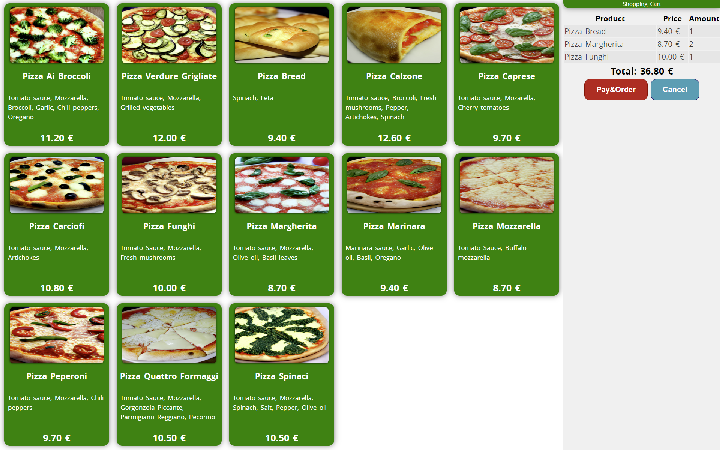 Pizza Ai Broccoli
Tomato sauce, Mozzarella,
Broccoli, Garlic, Chili peppers,
Oregano
11.20 €
Pizza Verdure Grigliate
Tomato sauce, Mozzarella,
Grilled vegetables
12.00 €
Pizza Bread
Spinach, Feta
9.40 €
Pizza Calzone
Tomato sauce, Broccoli, Fresh
mushrooms, Pepper,
Artichokes, Spinach
12.60 €
Pizza Caprese
Tomato sauce, Mozzarella,
Cherry tomatoes
9.70 €
Pizza Carciofi
Tomato sauce, Mozzarella,
Artichokes
10.80 €
Pizza Funghi
Tomato Sauce, Mozzarella,
Fresh mushrooms
10.00 €
Pizza Margherita
Tomato sauce, Mozzarella,
Olive oil, Basil leaves
8.70 €
Pizza Marinara
Marinara sauce, Garlic, Olive
oil, Basil, Oregano
9.40 €
Pizza Mozzarella
Tomato Sauce, Buffalo
mozzarella
8.70 €
Pizza Peperoni
Tomato sauce, Mozzarella, Chili
peppers
9.70 €
Pizza Quattro Formaggi
Tomato Sauce, Mozzarella,
Gorgonzola Piccante,
Parmigiano Reggiano, Pecorino
10.50 €
Pizza Spinaci
Tomato sauce, Mozzarella,
Spinach, Salt, Pepper, Olive oil
10.50 €
Shopping Cart
Product Price Amount
Pizza Bread 9.40 € 1
Pizza Margherita 8.70 € 2
Pizza Funghi 10.00 € 1
Total: 36.80 €
Pay&Order
Cancel